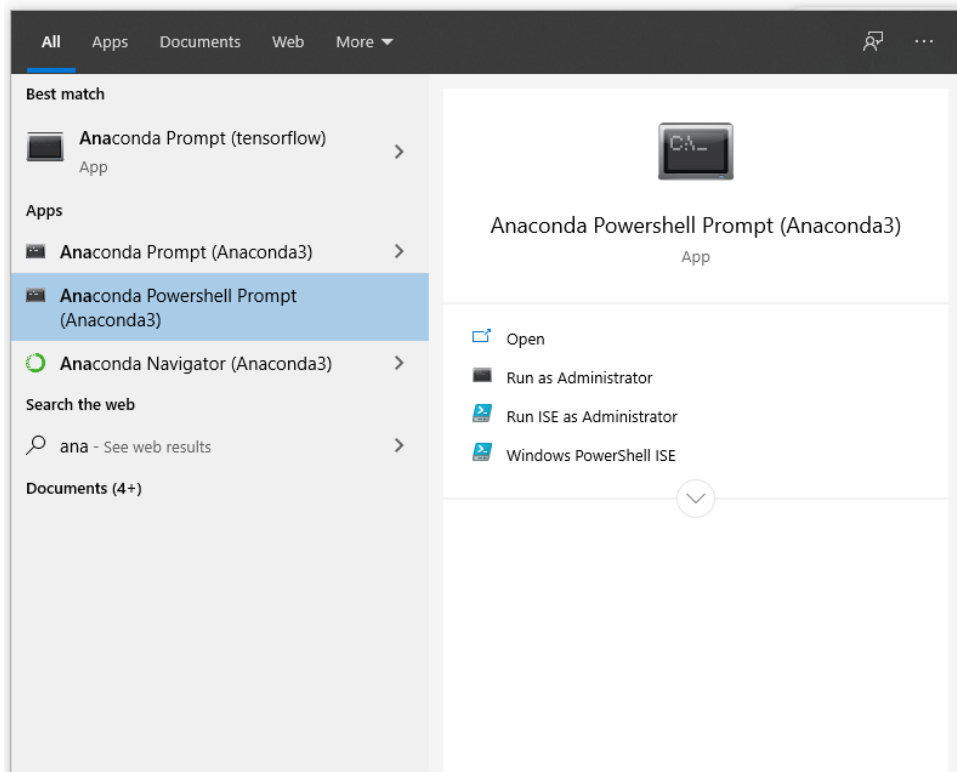 All Apps Documents Web More
Best match
Anaconda Prompt (tensorflow)
App
Apps
Anaconda Prompt (Anaconda3)
Anaconda Powershell Prompt
(Anaconda3)
Anaconda Navigator (Anaconda3)
Search the web
ana - See web results
Documents (4+)
C:\_
Anaconda Powershell Prompt (Anaconda3)
App
Open
Run as Administrator
Run ISE as Administrator
Windows PowerShell ISE